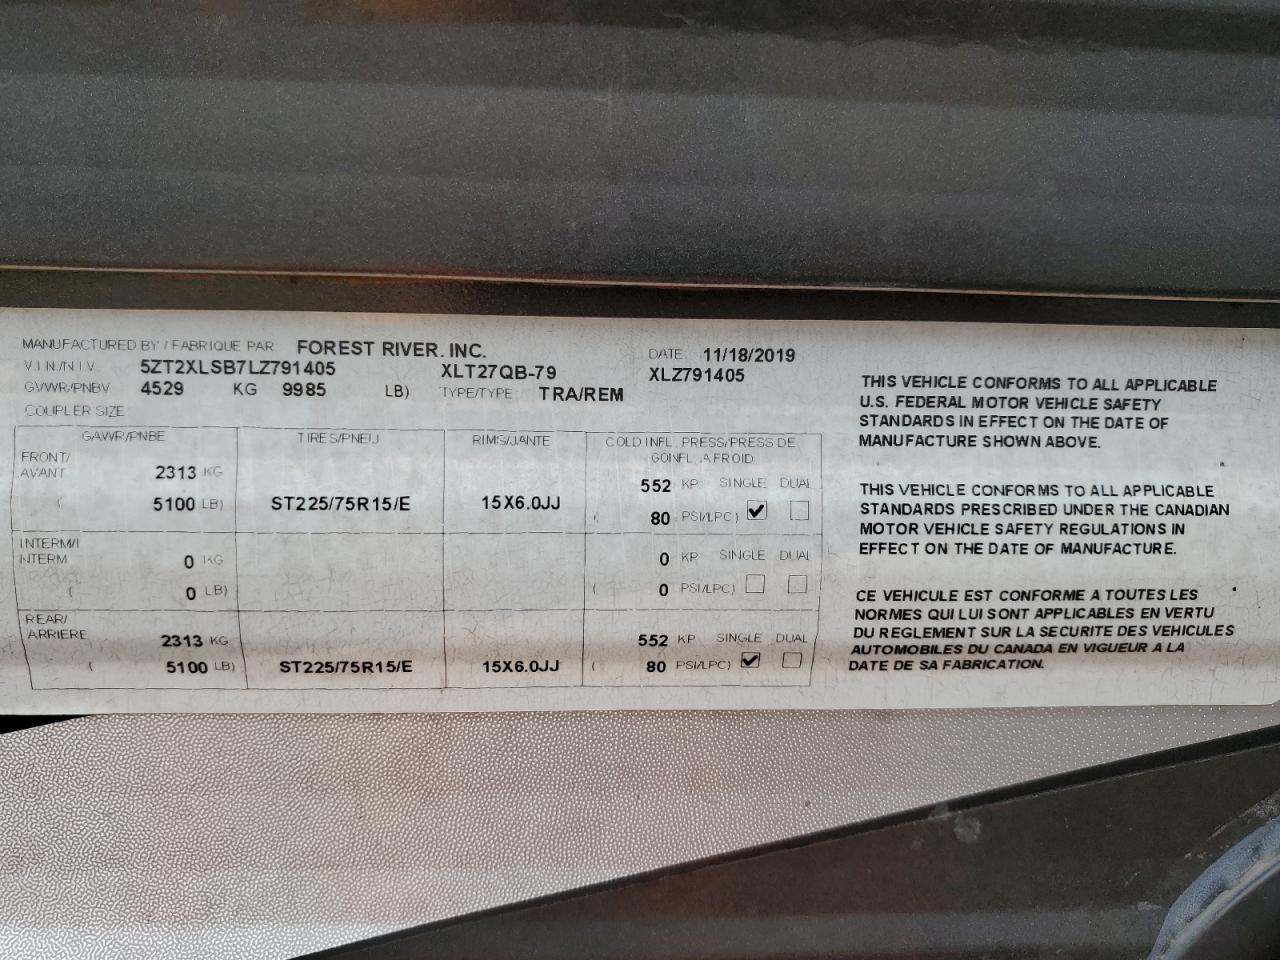 MANUFACTURED BY / FABRIQUE PAR FOREST RIVER, INC. DATE 11/18/2019
V I N / N I V 5ZT2XLSB7LZ791405 XLT27QB-79 XLZ791405
GVWR/PNBV 4529 KG 9985 LB) TYPE/TYPE TRA/REM
COUPLER SIZE
GAWR/PNBE TIRES/PNEU RIMS/JANTE COLD INFL. PRESS/PRESS DE
GONFL. A FROID
FRONT/
AVANT 2313 KG 552 KP SINGLE DUAL
( 5100 LB) ST225/75R15/E 15X6.0JJ ( 80 PSI/LPC) ✔ ☐
INTERM/I
NTERM 0 KG 0 KP SINGLE DUAL
( 0 LB) ( 0 PSI/LPC) ☐ ☐
REAR/
ARRIERE 2313 KG 552 KP SINGLE DUAL
( 5100 LB) ST225/75R15/E 15X6.0JJ ( 80 PSI/LPC) ✔ ☐
THIS VEHICLE CONFORMS TO ALL APPLICABLE
U.S. FEDERAL MOTOR VEHICLE SAFETY
STANDARDS IN EFFECT ON THE DATE OF
MANUFACTURE SHOWN ABOVE.
THIS VEHICLE CONFORMS TO ALL APPLICABLE
STANDARDS PRESCRIBED UNDER THE CANADIAN
MOTOR VEHICLE SAFETY REGULATIONS IN
EFFECT ON THE DATE OF MANUFACTURE.
CE VEHICULE EST CONFORME A TOUTES LES
NORMES QUI LUI SONT APPLICABLES EN VERTU
DU REGLEMENT SUR LA SECURITE DES VEHICULES
AUTOMOBILES DU CANADA EN VIGUEUR A LA
DATE DE SA FABRICATION.